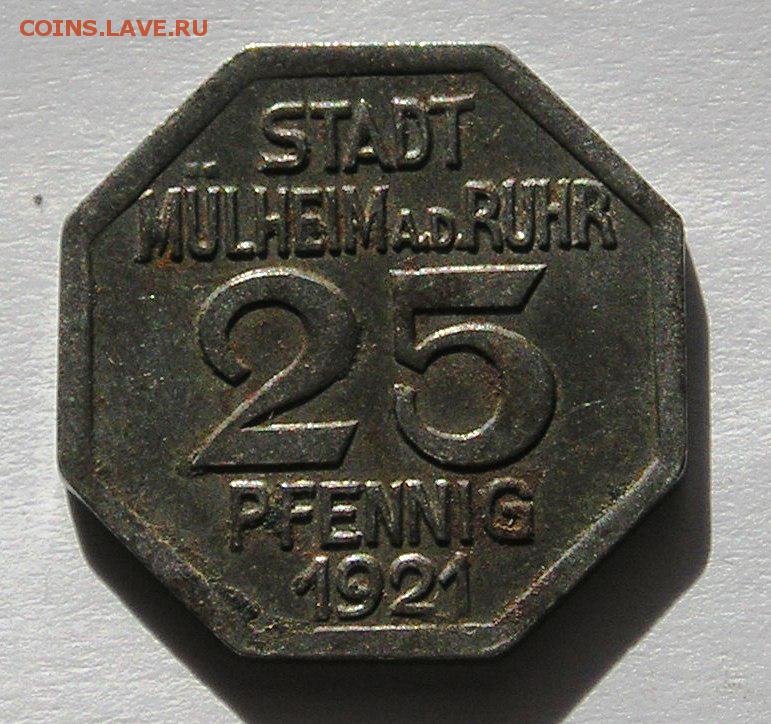 COINS.LAVE.RU
STADT
MÜLHEIM A.D. RUHR
25
PFENNIG
1921